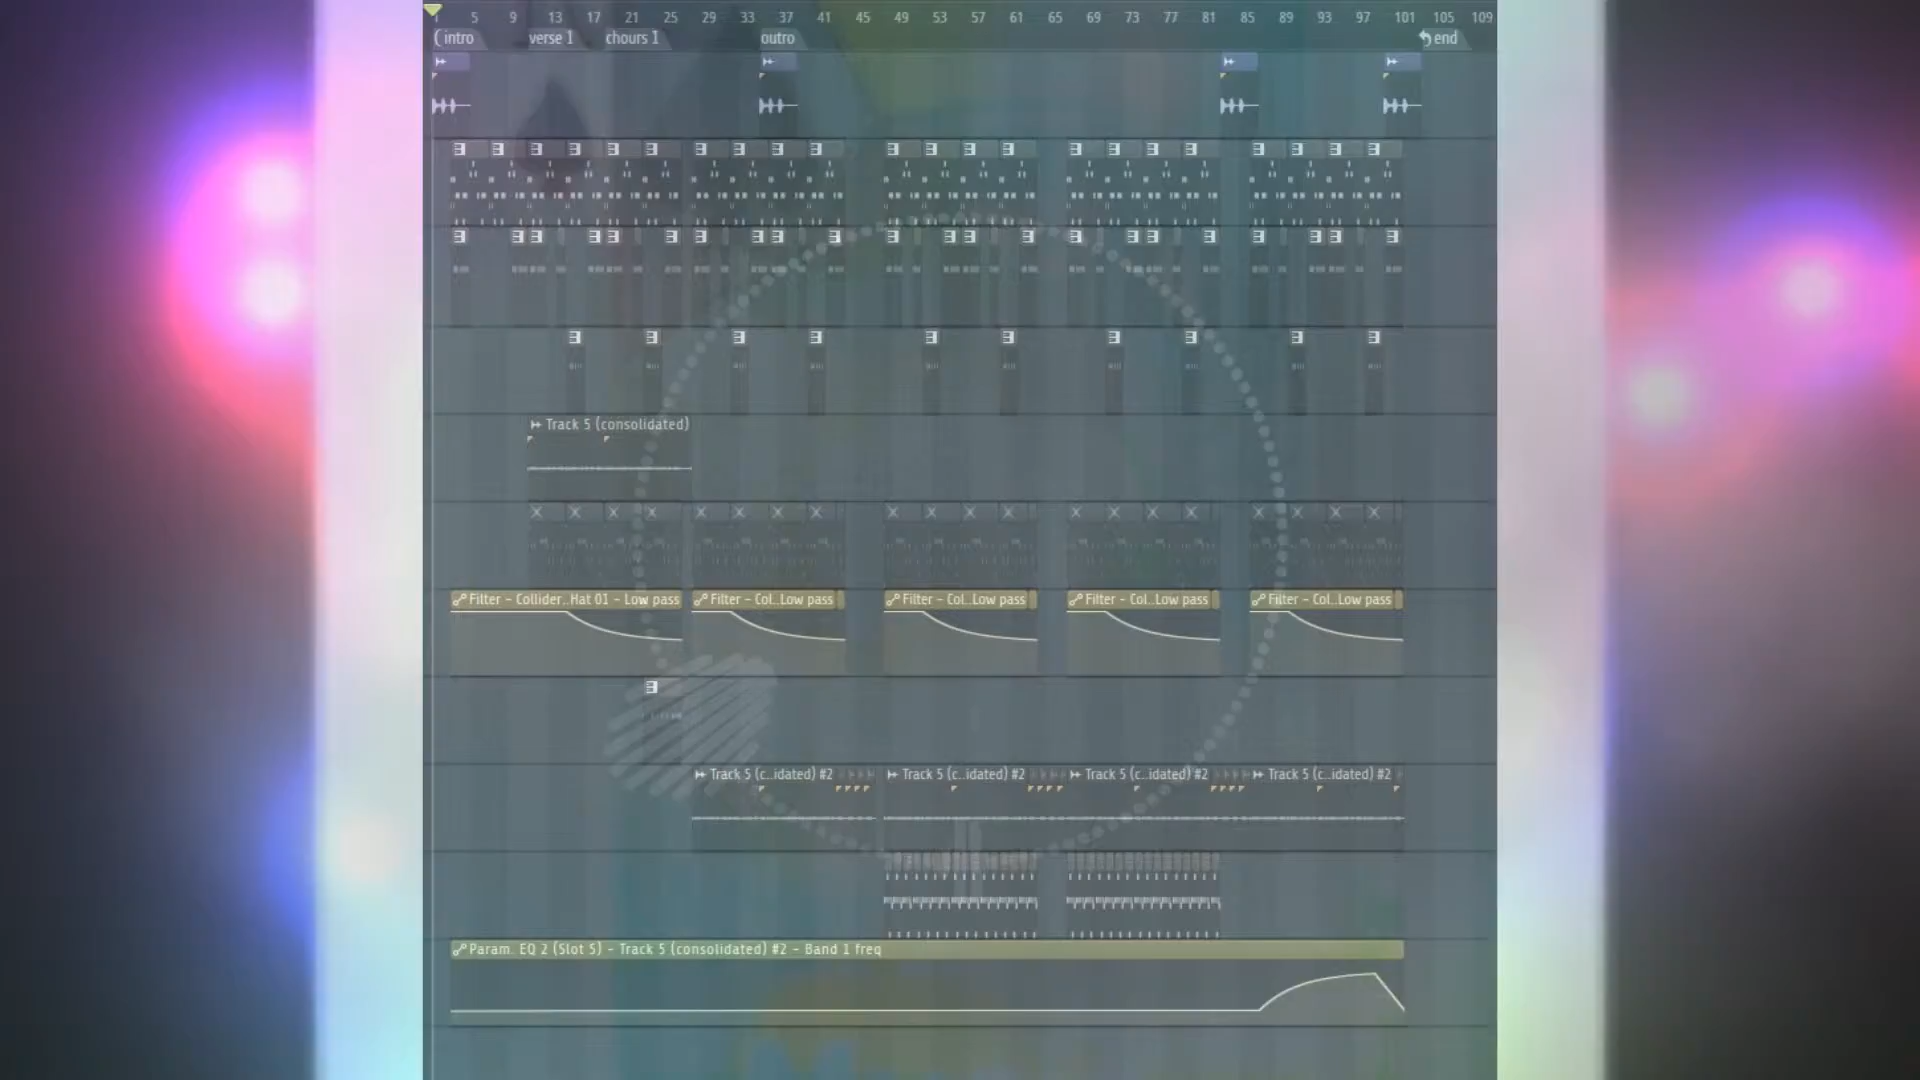 1 5 9 13 17 21 25 29 33 37 41 45 49 53 57 61 65 69 73 77 81 85 89 93 97 101 105 109
intro verse 1 chours 1 outro end
Track 5 (consolidated)
Filter - Collider..Hat 01 - Low pass Filter - Col..Low pass Filter - Col..Low pass Filter - Col..Low pass Filter - Col..Low pass
Track 5 (c..idated) #2 Track 5 (c..idated) #2 Track 5 (c..idated) #2 Track 5 (c..idated) #2
Param. EQ 2 (Slot 5) - Track 5 (consolidated) #2 - Band 1 freq